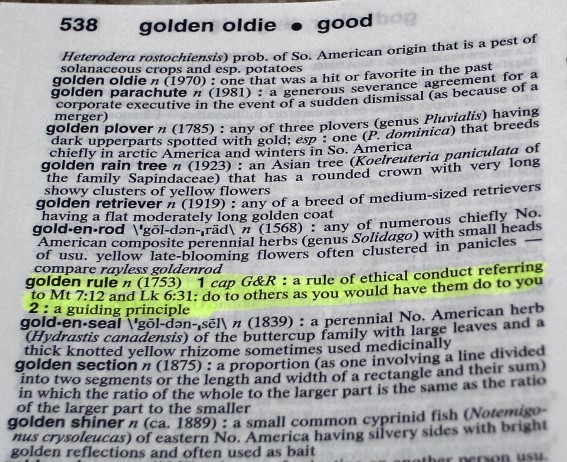 538 golden oldie • good
Heterodera rostochiensis) prob. of So. American origin that is a pest of
solanaceous crops and esp. potatoes
golden oldie n (1970) : one that was a hit or favorite in the past
golden parachute n (1981) : a generous severance agreement for a
corporate executive in the event of a sudden dismissal (as because of a
merger)
golden plover n (1785) : any of three plovers (genus Pluvialis) having
dark upperparts spotted with gold; esp : one (P. dominica) that breeds
chiefly in arctic America and winters in So. America
golden rain tree n (1923) : an Asian tree (Koelreuteria paniculata of
the family Sapindaceae) that has a rounded crown with very long
showy clusters of yellow flowers
golden retriever n (1919) : any of a breed of medium-sized retrievers
having a flat moderately long golden coat
gold·en·rod \ˈgōl-dən-ˌräd\ n (1568) : any of numerous chiefly No.
American composite perennial herbs (genus Solidago) with small heads
of usu. yellow late-blooming flowers often clustered in panicles —
compare rayless goldenrod
golden rule n (1753) 1 cap G&R : a rule of ethical conduct referring
to Mt 7:12 and Lk 6:31: do to others as you would have them do to you
2 : a guiding principle
gold·en·seal \ˈgōl-dən-ˌsēl\ n (1839) : a perennial No. American herb
(Hydrastis canadensis) of the buttercup family with large leaves and a
thick knotted yellow rhizome sometimes used medicinally
golden section n (1875) : a proportion (as one involving a line divided
into two segments or the length and width of a rectangle and their sum)
in which the ratio of the whole to the larger part is the same as the ratio
of the larger part to the smaller
golden shiner n (ca. 1889) : a small common cyprinid fish (Notemigo-
nus crysoleucas) of eastern No. America having silvery sides with bright
golden reflections and often used as bait
another person usu.